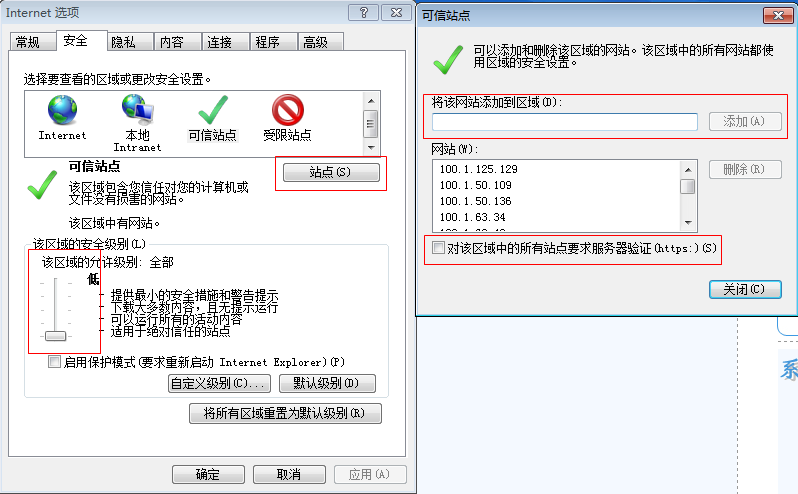 Internet 选项
常规
安全
隐私
内容
连接
程序
高级
选择要查看的区域或更改安全设置。
Internet
本地
Intranet
可信站点
受限站点
可信站点
该区域包含您信任对您的计算机或
文件没有损害的网站。
该区域中有网站。
站点(S)
该区域的安全级别(L)
该区域的允许级别: 全部
低
- 提供最小的安全措施和警告提示
- 下载大多数内容，且无提示运行
- 可以运行所有的活动内容
- 适用于绝对信任的站点
启用保护模式(要求重新启动 Internet Explorer)(P)
自定义级别(C)...
默认级别(D)
将所有区域重置为默认级别(R)
确定
取消
应用(A)
可信站点
可以添加和删除该区域的网站。该区域中的所有网站都使
用区域的安全设置。
将该网站添加到区域(D):
添加(A)
网站(W):
100.1.125.129
100.1.50.109
100.1.50.136
100.1.63.34
删除(R)
对该区域中的所有站点要求服务器验证(https:)(S)
关闭(C)
系